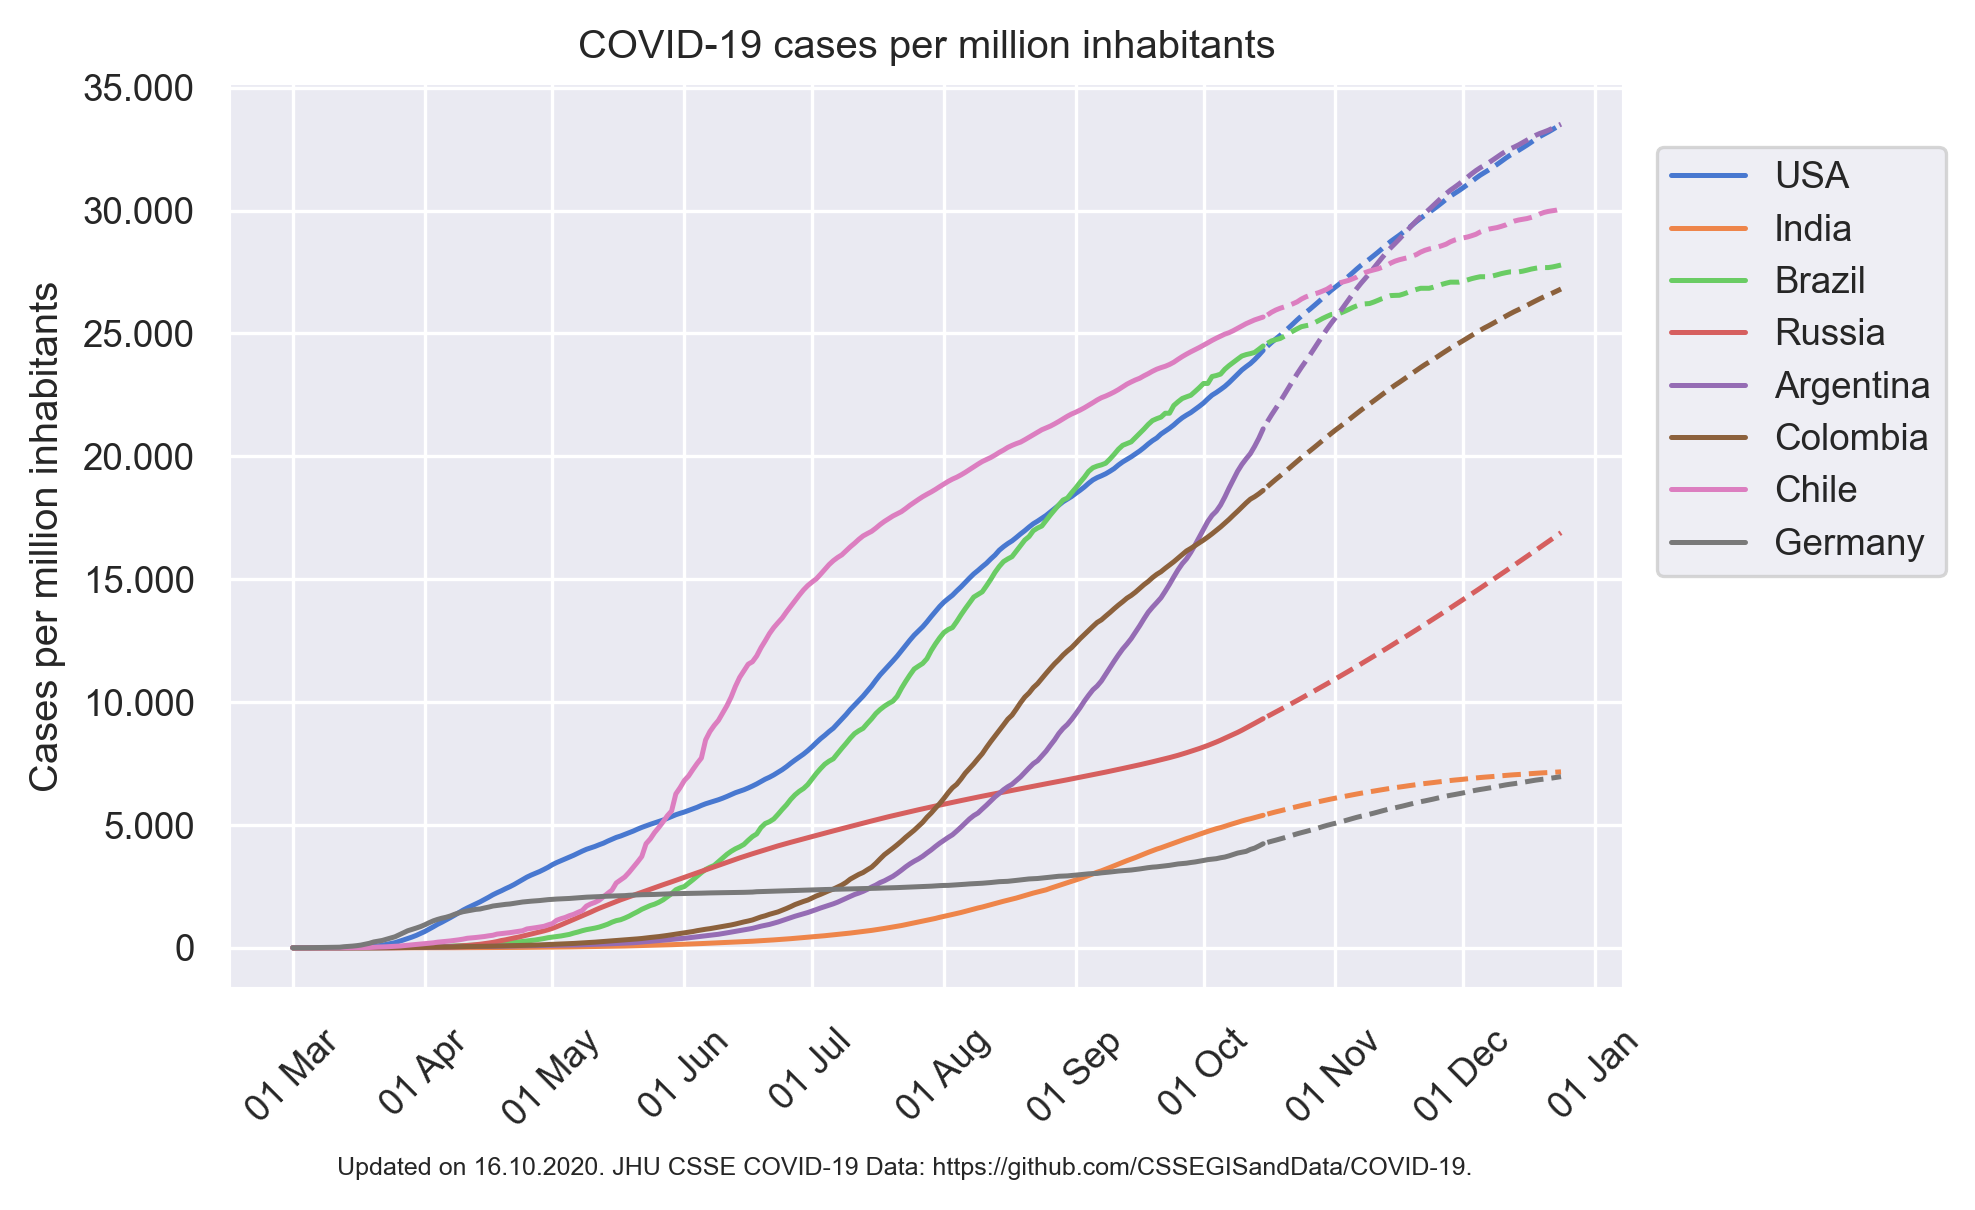 COVID-19 cases per million inhabitants
35.000
30.000
25.000
20.000
15.000
10.000
5.000
0
Cases per million inhabitants
01 Mar
01 Apr
01 May
01 Jun
01 Jul
01 Aug
01 Sep
01 Oct
01 Nov
01 Dec
01 Jan
USA
India
Brazil
Russia
Argentina
Colombia
Chile
Germany
Updated on 16.10.2020. JHU CSSE COVID-19 Data: https://github.com/CSSEGISandData/COVID-19.